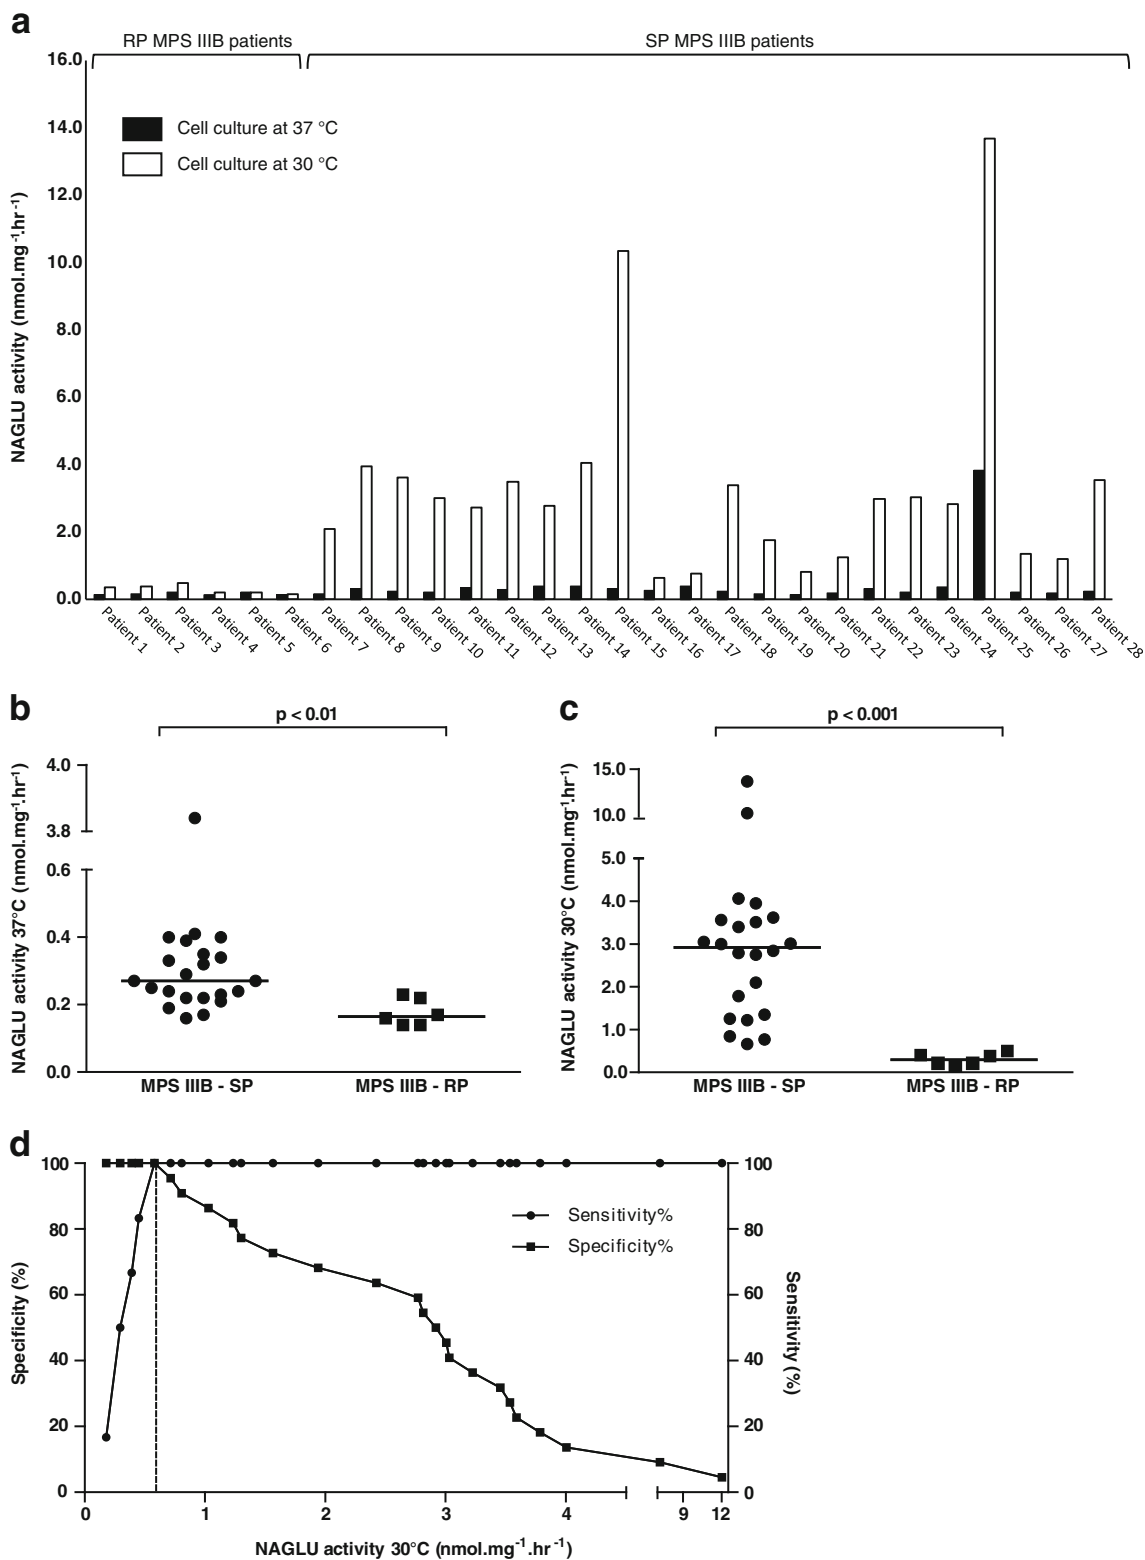 a
RP MPS IIIB patients
SP MPS IIIB patients
16.0
14.0
12.0
10.0
8.0
6.0
4.0
2.0
0.0
NAGLU activity (nmol.mg-1.hr-1)
Cell culture at 37 °C
Cell culture at 30 °C
Patient 1
Patient 2
Patient 3
Patient 4
Patient 5
Patient 6
Patient 7
Patient 8
Patient 9
Patient 10
Patient 11
Patient 12
Patient 13
Patient 14
Patient 15
Patient 16
Patient 17
Patient 18
Patient 19
Patient 20
Patient 21
Patient 22
Patient 23
Patient 24
Patient 25
Patient 26
Patient 27
Patient 28
b
p < 0.01
4.0
3.8
0.6
0.4
0.2
0.0
NAGLU activity 37°C (nmol.mg-1.hr-1)
MPS IIIB - SP
MPS IIIB - RP
c
p < 0.001
15.0
10.0
5.0
4.0
3.0
2.0
1.0
0.0
NAGLU activity 30°C (nmol.mg-1.hr-1)
MPS IIIB - SP
MPS IIIB - RP
d
100
80
60
40
20
0
Specificity (%)
Sensitivity%
Specificity%
100
80
60
40
20
0
Sensitivity (%)
0 1 2 3 4 9 12
NAGLU activity 30°C (nmol.mg-1.hr-1)